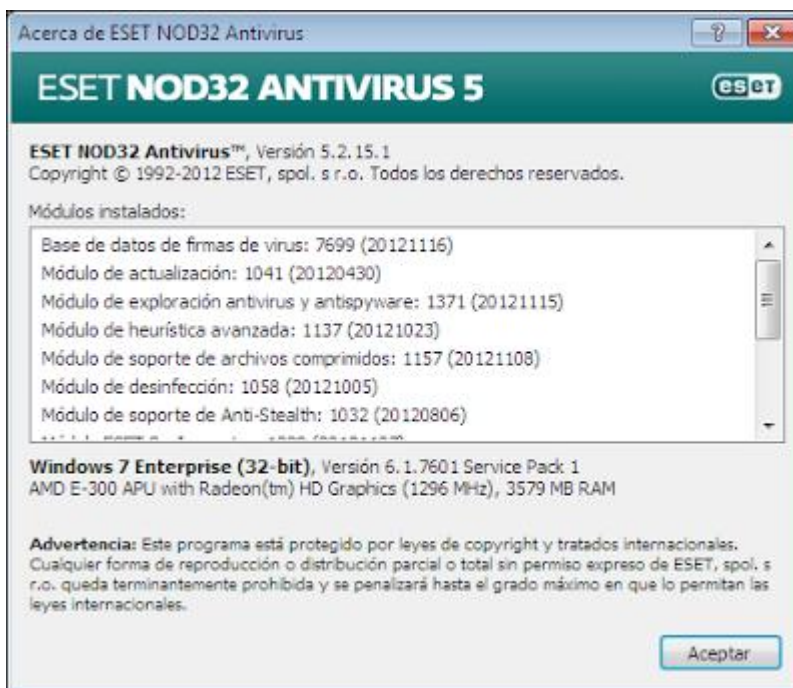 Acerca de ESET NOD32 Antivirus
ESET NOD32 ANTIVIRUS 5
eset
ESET NOD32 Antivirus™, Versión 5.2.15.1
Copyright © 1992-2012 ESET, spol. s r.o. Todos los derechos reservados.
Módulos instalados:
Base de datos de firmas de virus: 7699 (20121116)
Módulo de actualización: 1041 (20120430)
Módulo de exploración antivirus y antispyware: 1371 (20121115)
Módulo de heurística avanzada: 1137 (20121023)
Módulo de soporte de archivos comprimidos: 1157 (20121108)
Módulo de desinfección: 1058 (20121005)
Módulo de soporte de Anti-Stealth: 1032 (20120806)
Windows 7 Enterprise (32-bit), Versión 6.1.7601 Service Pack 1
AMD E-300 APU with Radeon(tm) HD Graphics (1296 MHz), 3579 MB RAM
Advertencia: Este programa está protegido por leyes de copyright y tratados internacionales.
Cualquier forma de reproducción o distribución parcial o total sin permiso expreso de ESET, spol. s
r.o. queda terminantemente prohibida y se penalizará hasta el grado máximo en que lo permitan las
leyes internacionales.
Aceptar